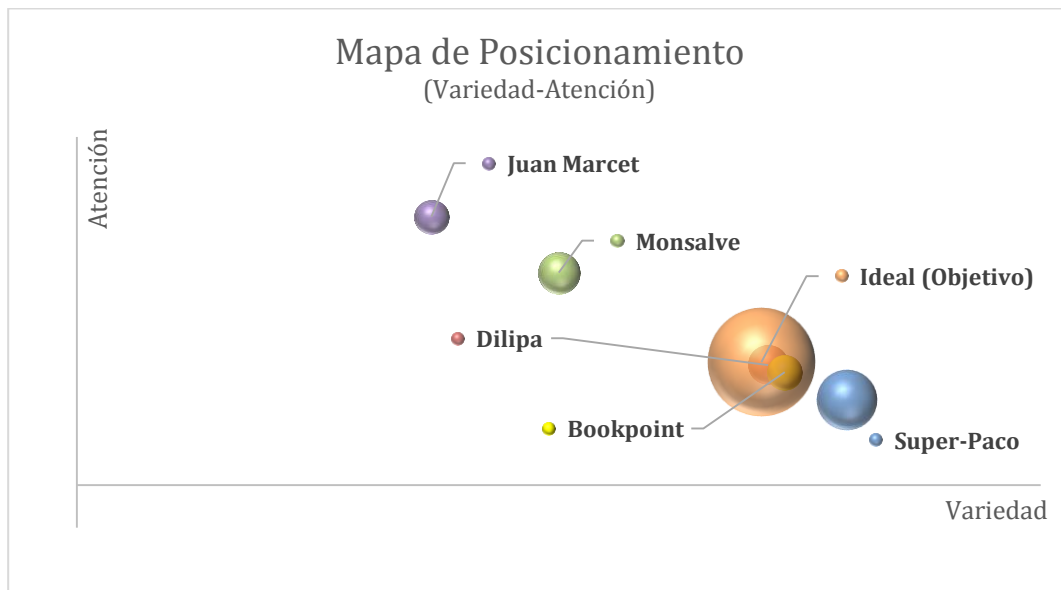 Mapa de Posicionamiento
(Variedad-Atención)
Atención
Juan Marcet
Monsalve
Ideal (Objetivo)
Dilipa
Bookpoint
Super-Paco
Variedad